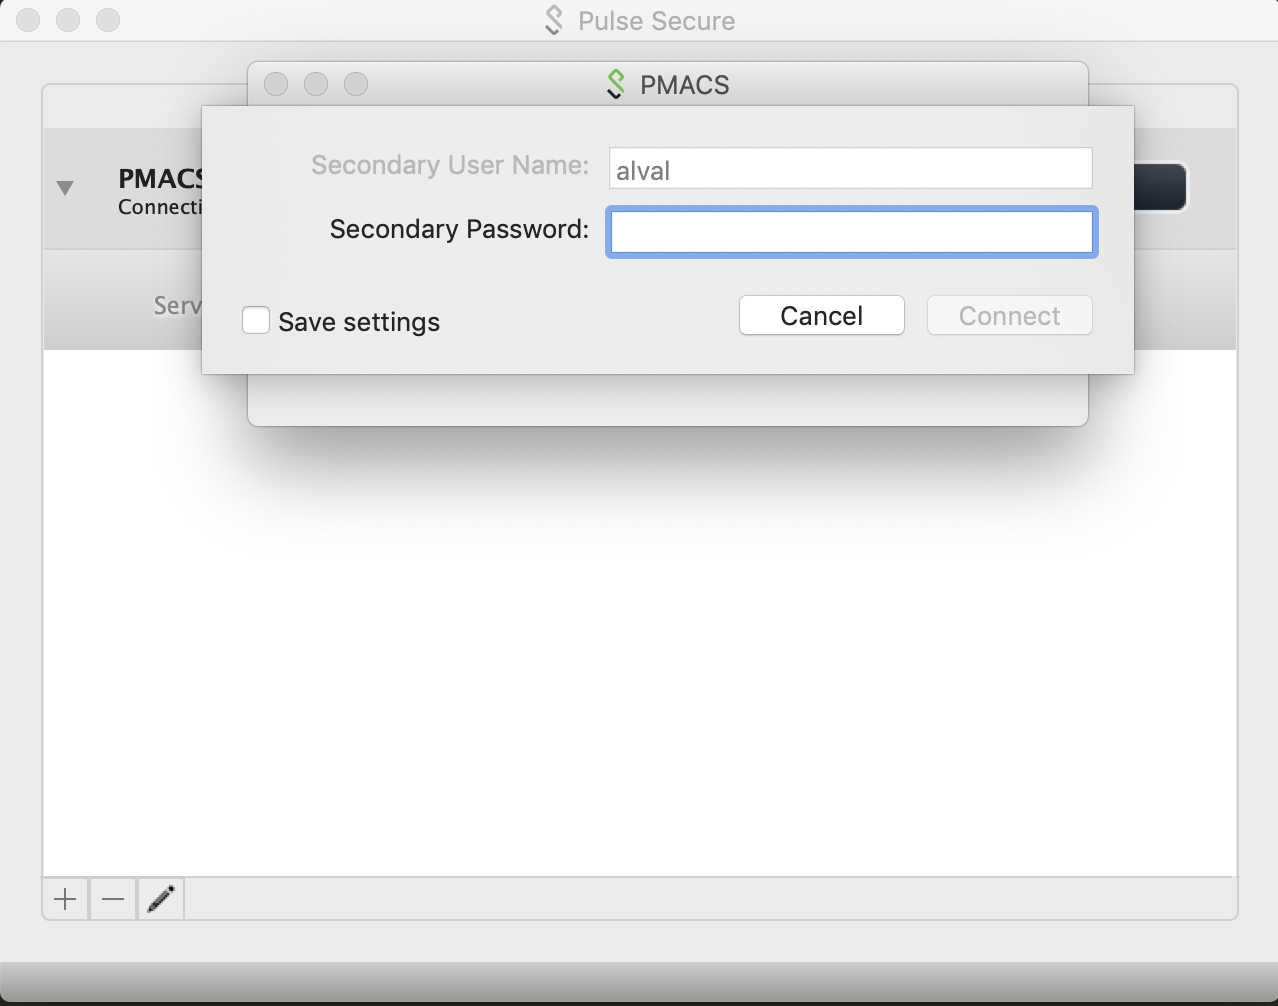 Pulse Secure
PMACS
PMACS
Connecti
Serv
Secondary User Name: alval
Secondary Password:
Save settings
Cancel
Connect